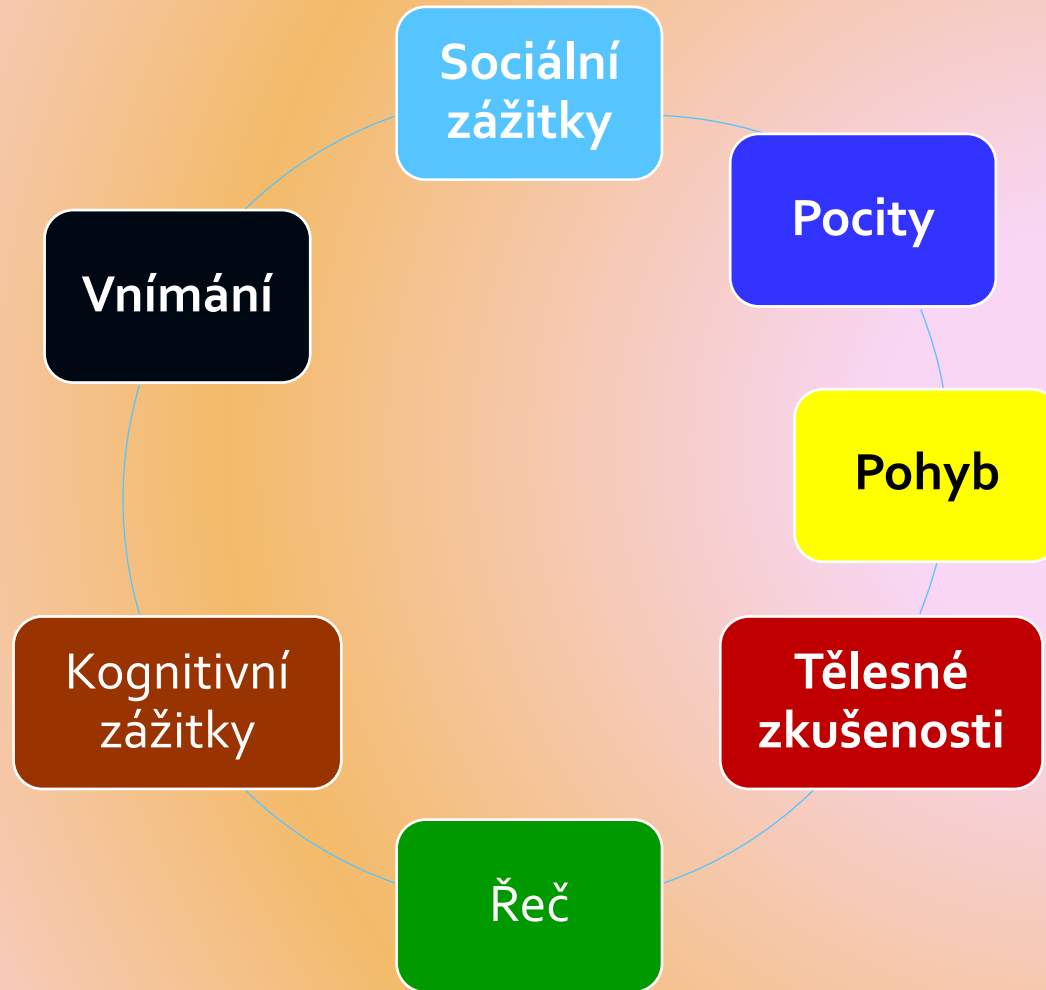 Sociální
zážitky
Pocity
Vnímání
Pohyb
Kognitivní
zážitky
Tělesné
zkušenosti
Řeč